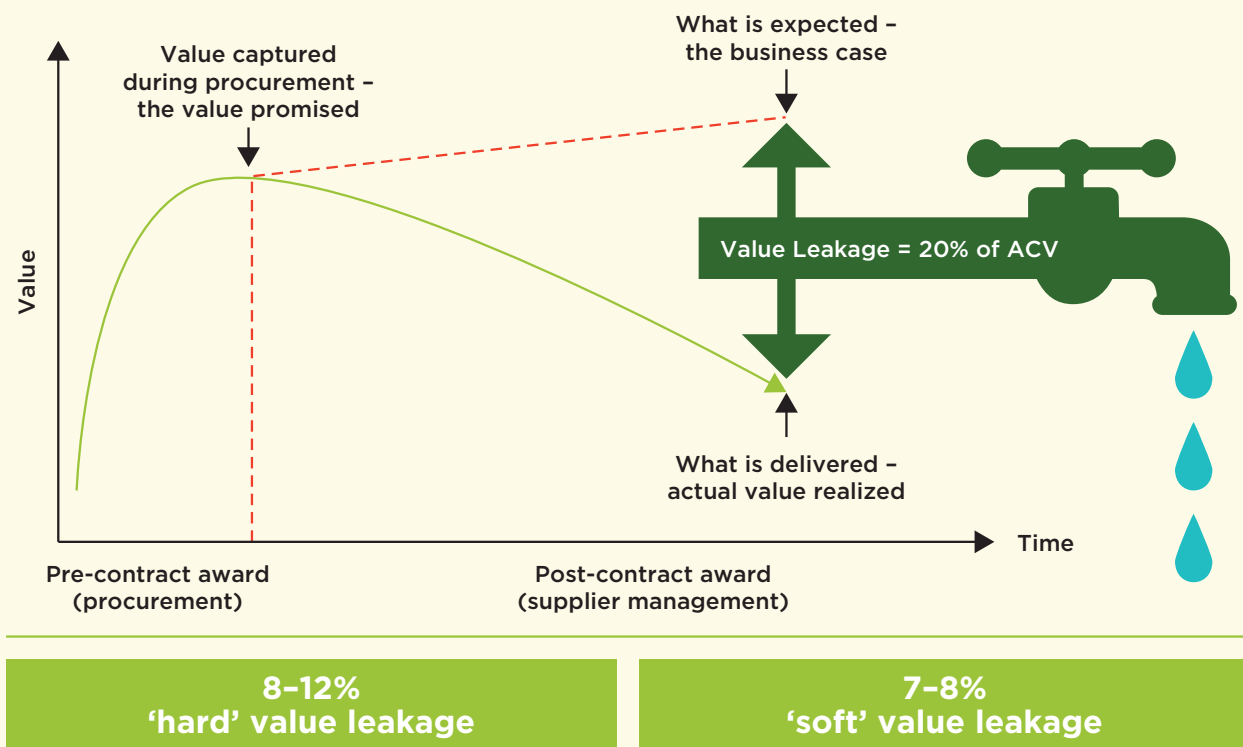 What is expected –
the business case
Value captured
during procurement –
the value promised
Value
Value Leakage = 20% of ACV
What is delivered –
actual value realized
Time
Pre-contract award
(procurement)
Post-contract award
(supplier management)
8–12%
‘hard’ value leakage
7–8%
‘soft’ value leakage